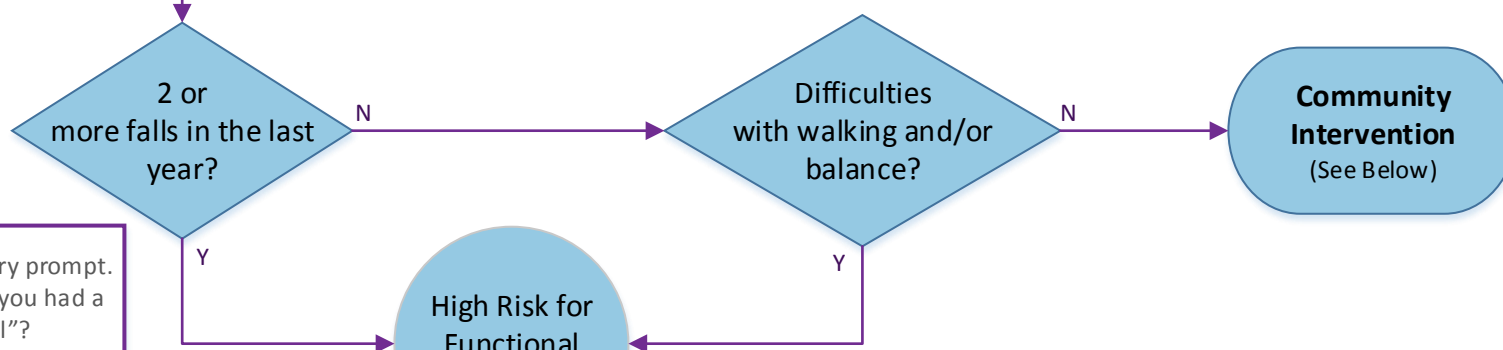 2 or
more falls in the last
year?
N
Difficulties
with walking and/or
balance?
N
Community
Intervention
(See Below)
Y
Y
ry prompt.
you had a
l"?
High Risk for
Functional